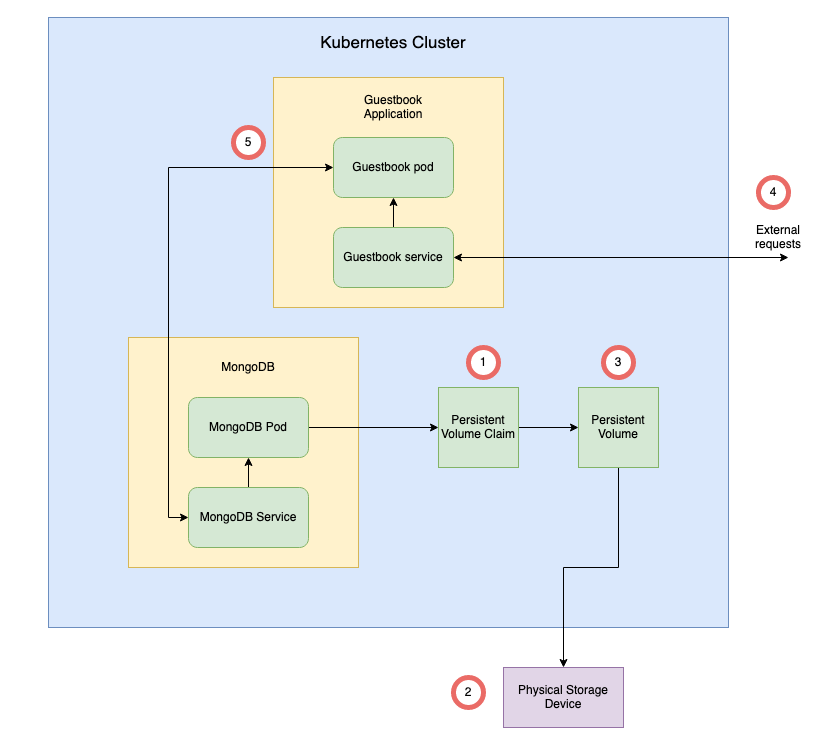 Kubernetes Cluster
Guestbook
Application
5
Guestbook pod
4
External
requests
Guestbook service
MongoDB
1
3
MongoDB Pod
Persistent
Volume Claim
Persistent
Volume
MongoDB Service
2
Physical Storage
Device